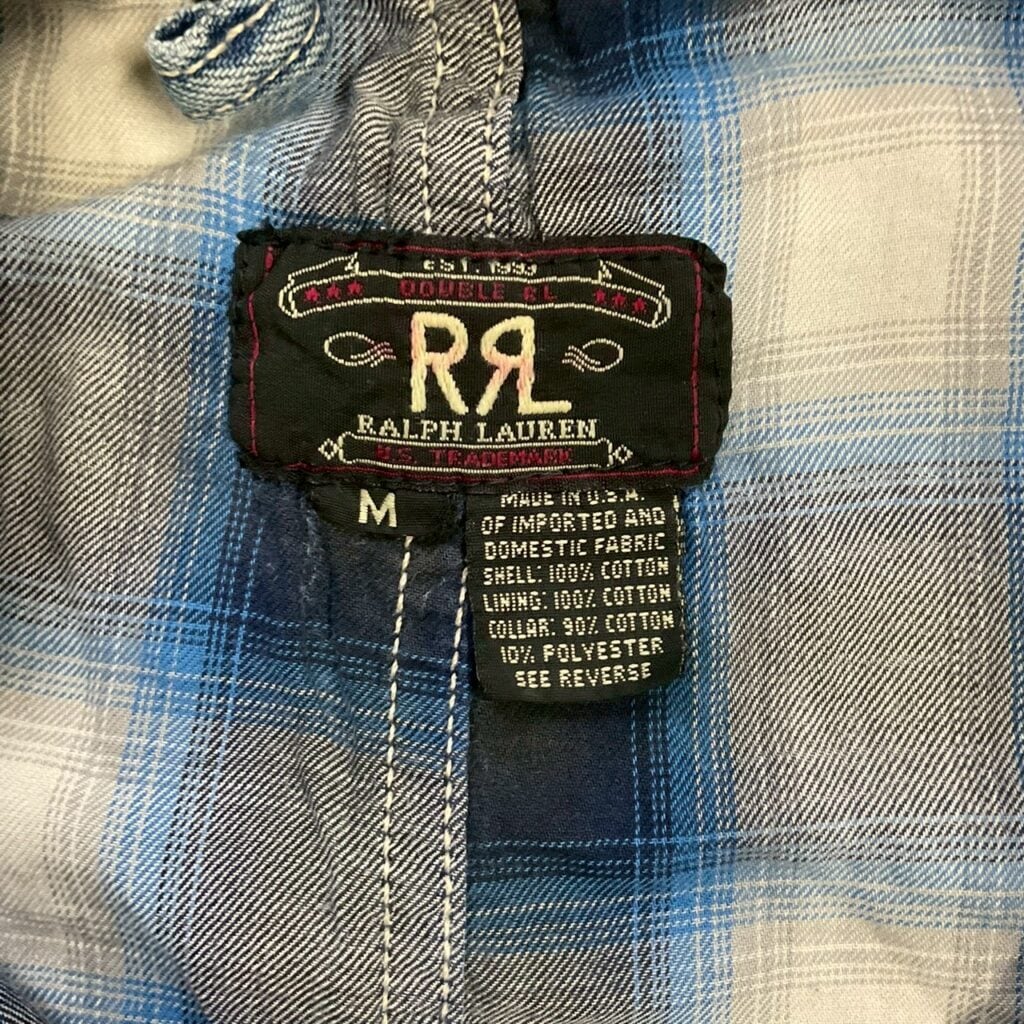 EST. 1993
★★★ DOUBLE RL ★★★
RRL
RALPH LAUREN
U.S. TRADEMARK
M
MADE IN U.S.A.
OF IMPORTED AND
DOMESTIC FABRIC
SHELL: 100% COTTON
LINING: 100% COTTON
COLLAR: 90% COTTON
10% POLYESTER
SEE REVERSE